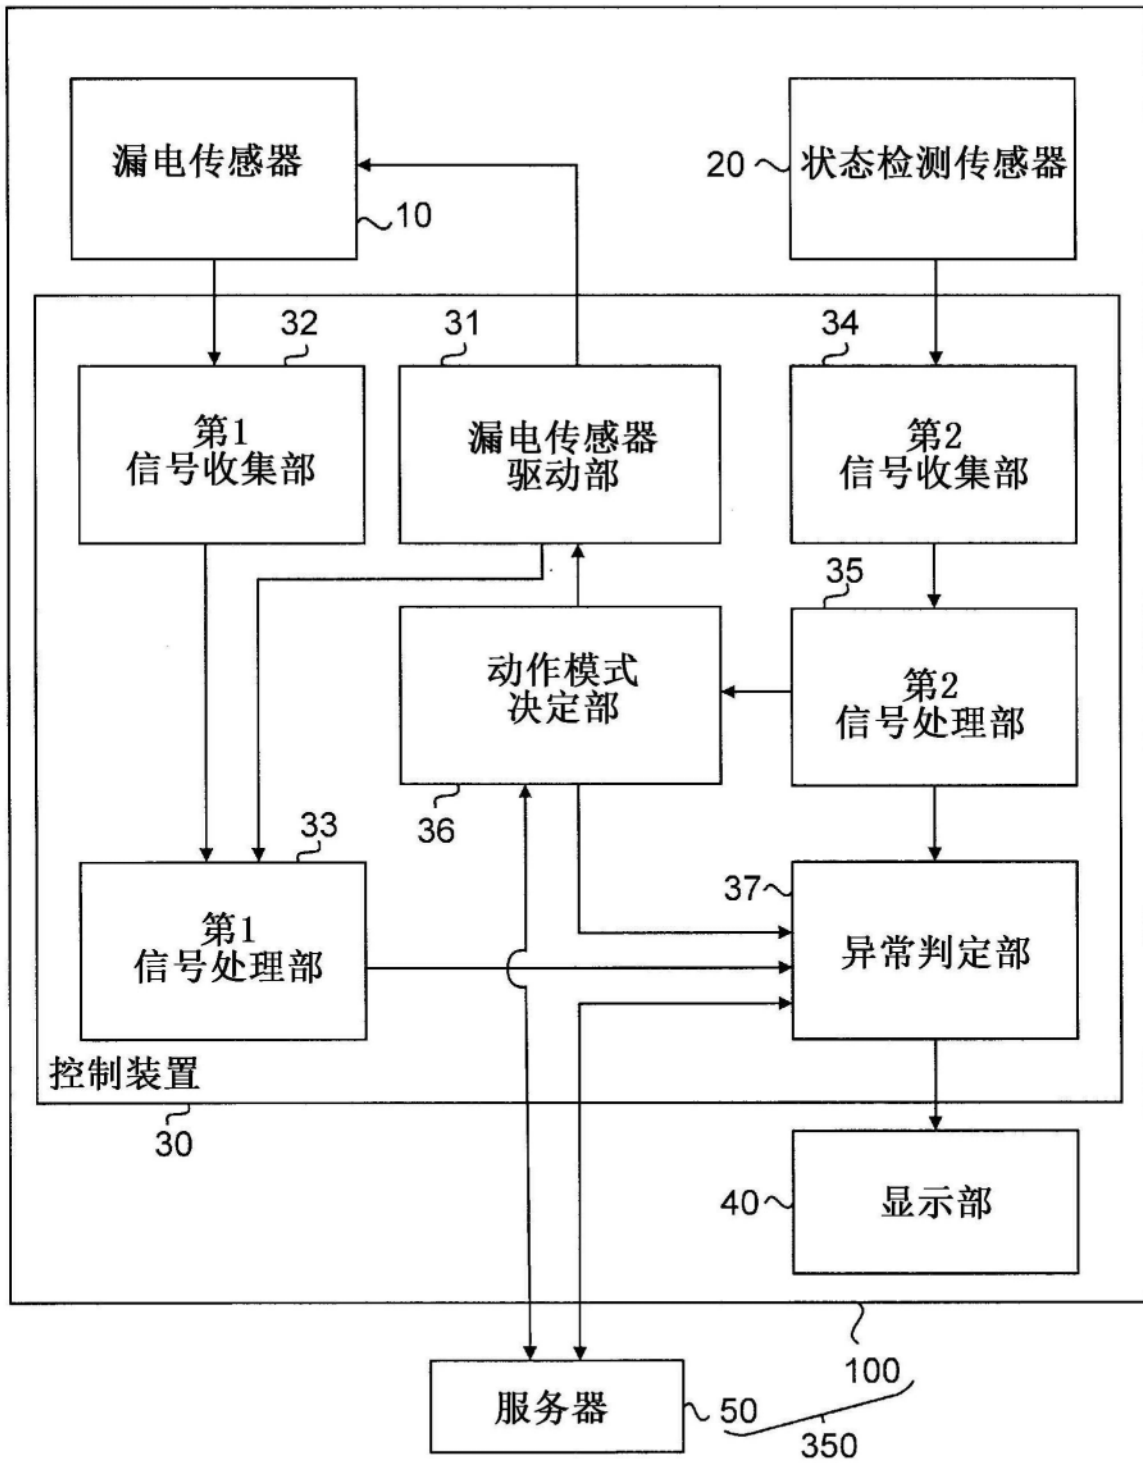 漏电传感器
10
20
状态检测传感器
32
31
34
第1
信号收集部
漏电传感器
驱动部
第2
信号收集部
35
动作模式
决定部
第2
信号处理部
36
33
37
第1
信号处理部
异常判定部
控制装置
30
40
显示部
100
服务器
50
350